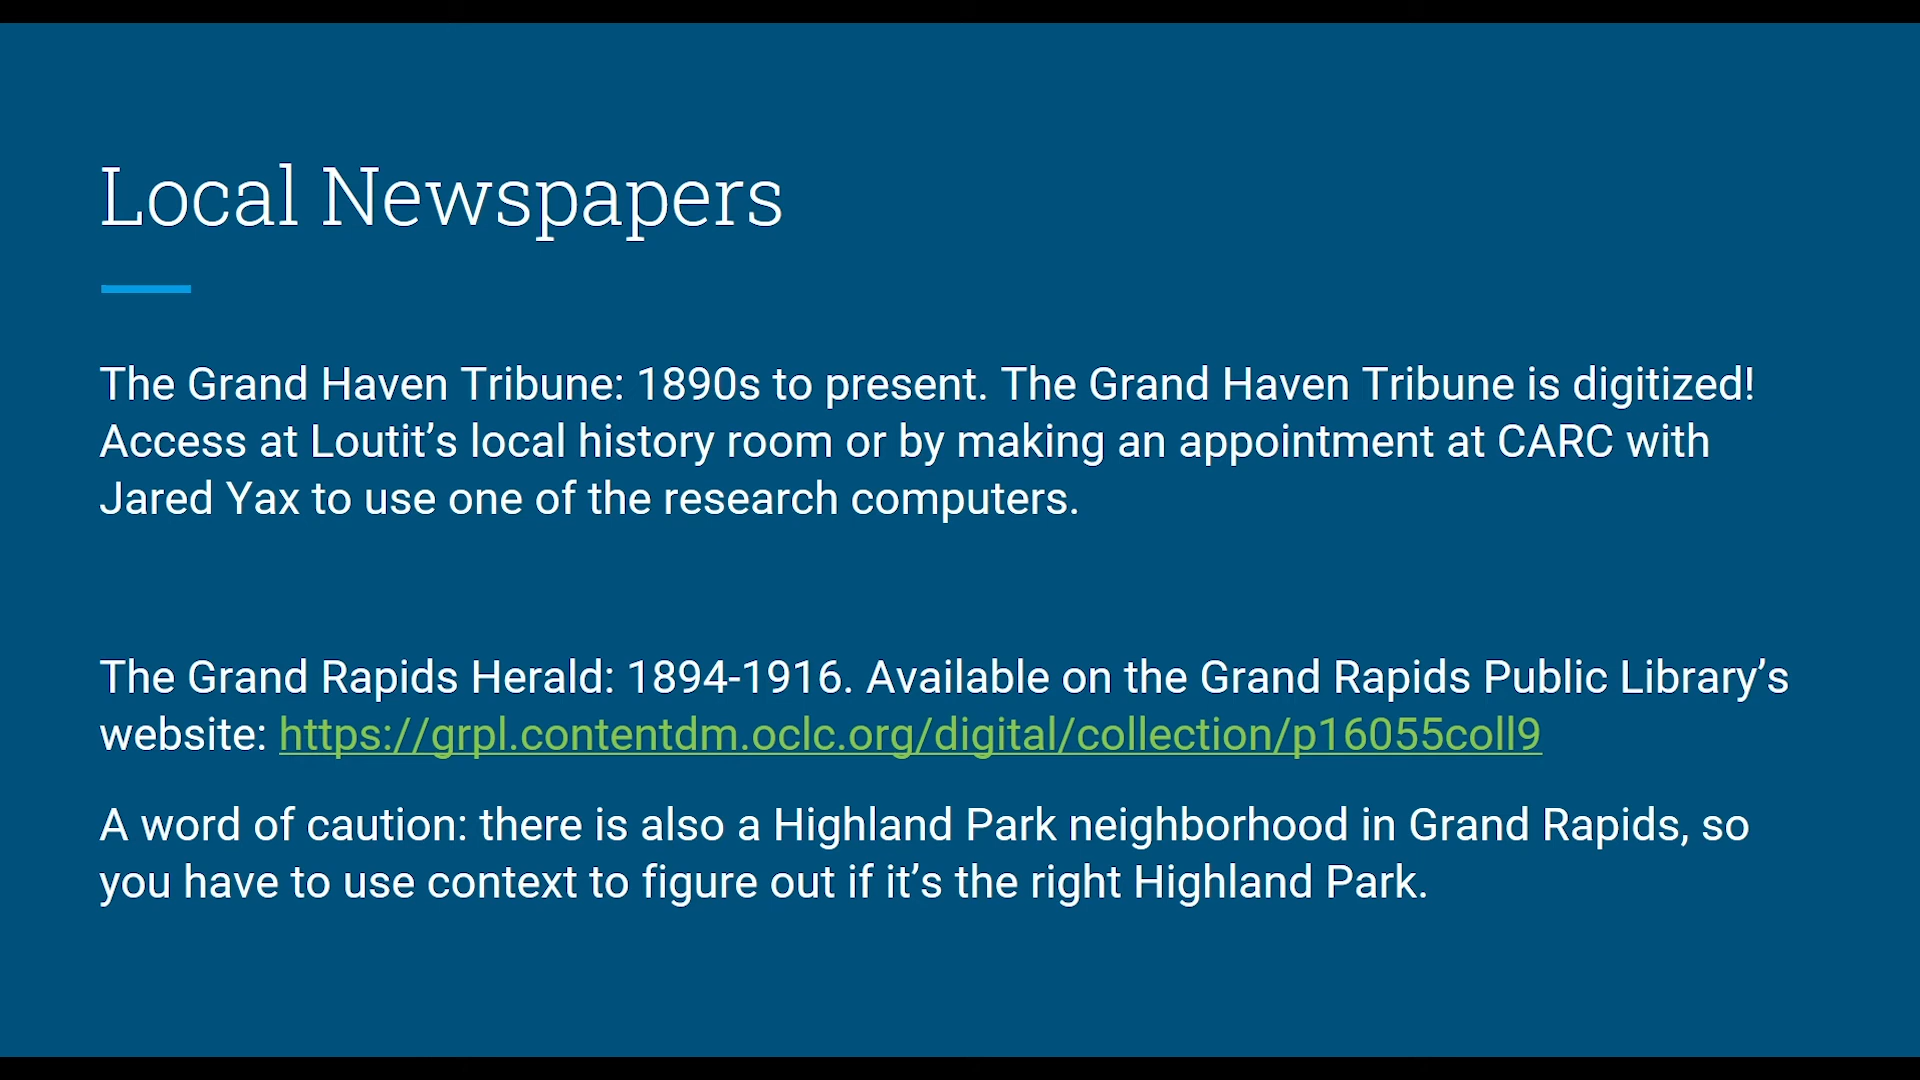 Local Newspapers
The Grand Haven Tribune: 1890s to present. The Grand Haven Tribune is digitized!
Access at Loutit’s local history room or by making an appointment at CARC with
Jared Yax to use one of the research computers.
The Grand Rapids Herald: 1894-1916. Available on the Grand Rapids Public Library’s
website: https://grpl.contentdm.oclc.org/digital/collection/p16055coll9
A word of caution: there is also a Highland Park neighborhood in Grand Rapids, so
you have to use context to figure out if it’s the right Highland Park.